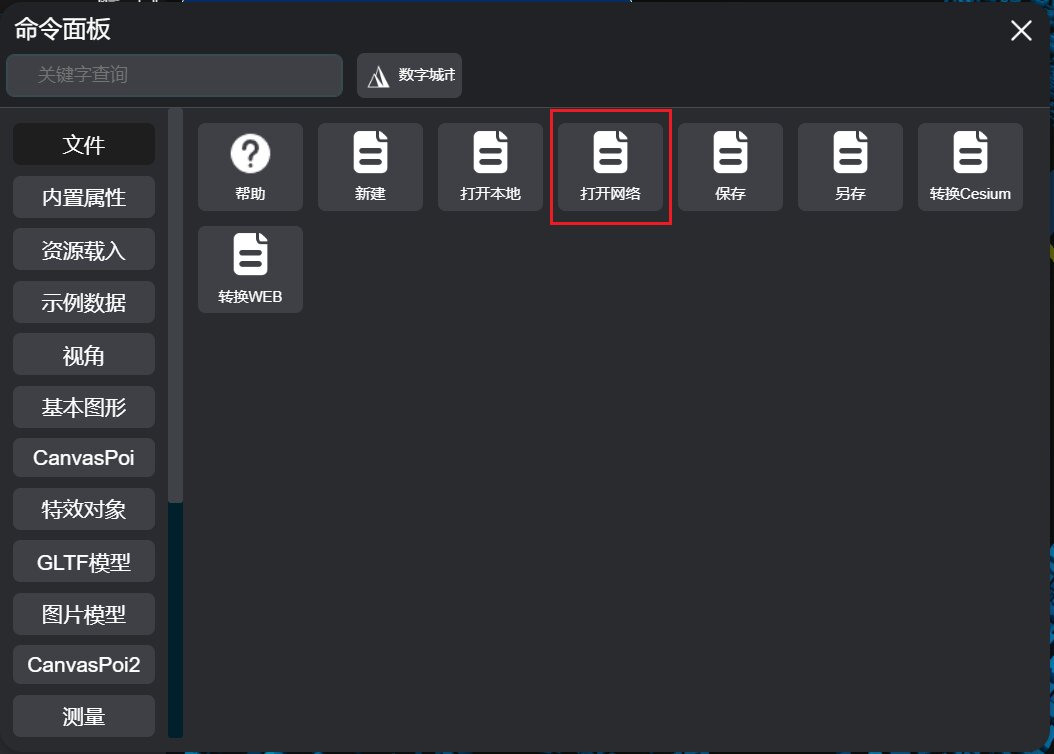 命令面板
关键字查询
数字城市
文件
内置属性
资源载入
示例数据
视角
基本图形
CanvasPoi
特效对象
GLTF模型
图片模型
CanvasPoi2
测量
帮助
新建
打开本地
打开网络
保存
另存
转换Cesium
转换WEB